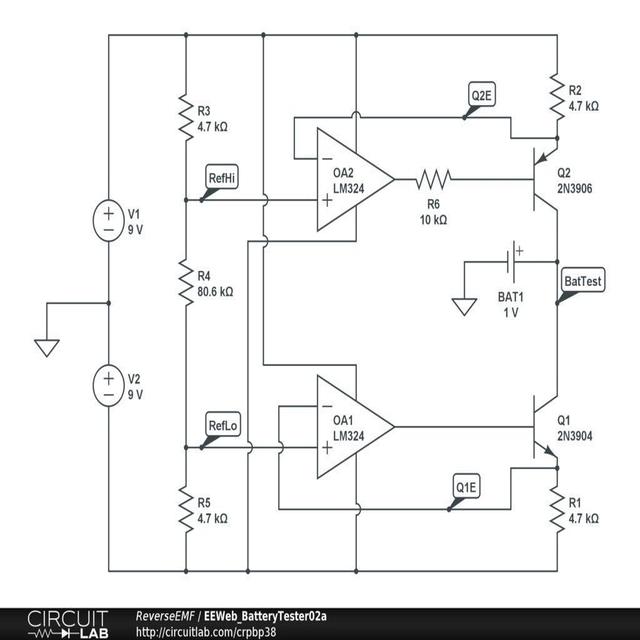 Q2E
R2
4.7 kΩ
R3
4.7 kΩ
OA2
LM324
Q2
2N3906
RefHi
R6
10 kΩ
V1
9 V
R4
80.6 kΩ
BAT1
1 V
BatTest
V2
9 V
OA1
LM324
Q1
2N3904
RefLo
Q1E
R5
4.7 kΩ
R1
4.7 kΩ
CIRCUIT
LAB
ReverseEMF / EEWeb_BatteryTester02a
http://circuitlab.com/crpbp38